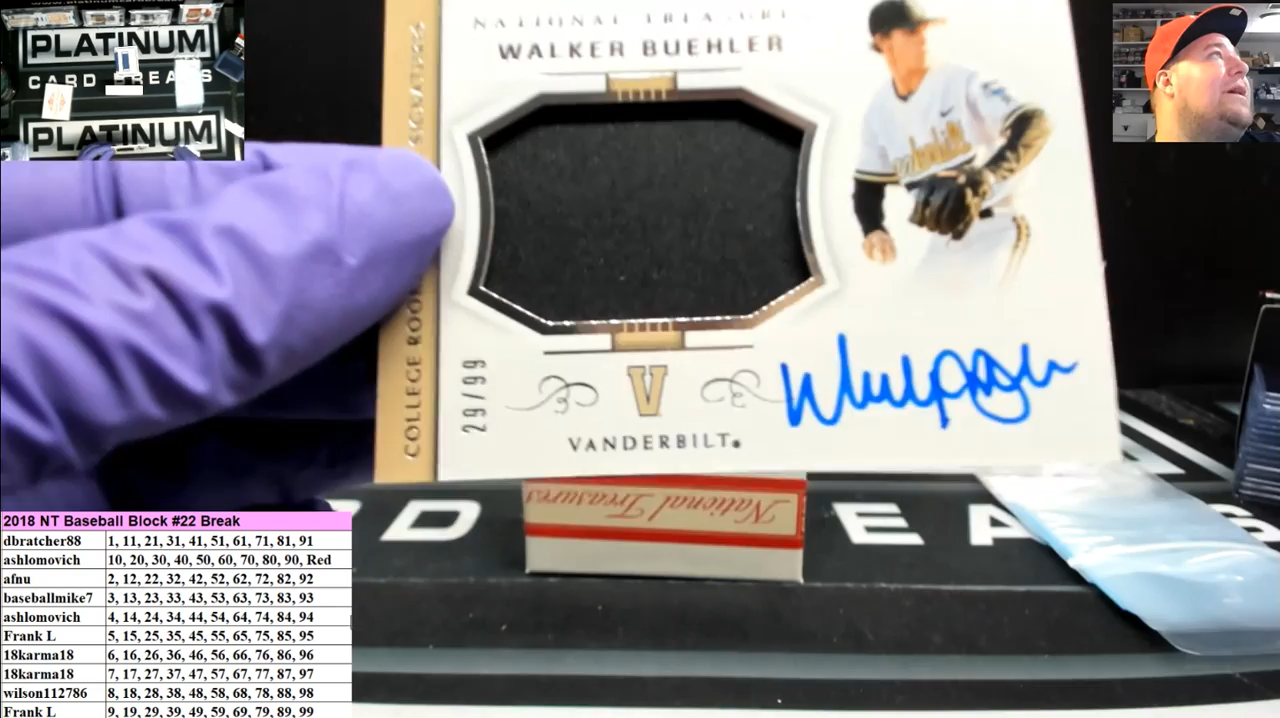 PLATINUM
CARD BREAKS
PLATINUM
NATIONAL TREASURES
WALKER BUEHLER
COLLEGE ROO
SIGNATURES
29/99
V
VANDERBILT
National Treasures
RD
EA
S
2018 NT Baseball Block #22 Break
dbratcher88 1, 11, 21, 31, 41, 51, 61, 71, 81, 91
ashlomovich 10, 20, 30, 40, 50, 60, 70, 80, 90, Red
afnu 2, 12, 22, 32, 42, 52, 62, 72, 82, 92
baseballmike7 3, 13, 23, 33, 43, 53, 63, 73, 83, 93
ashlomovich 4, 14, 24, 34, 44, 54, 64, 74, 84, 94
Frank L 5, 15, 25, 35, 45, 55, 65, 75, 85, 95
18karma18 6, 16, 26, 36, 46, 56, 66, 76, 86, 96
18karma18 7, 17, 27, 37, 47, 57, 67, 77, 87, 97
wilson112786 8, 18, 28, 38, 48, 58, 68, 78, 88, 98
Frank L 9, 19, 29, 39, 49, 59, 69, 79, 89, 99